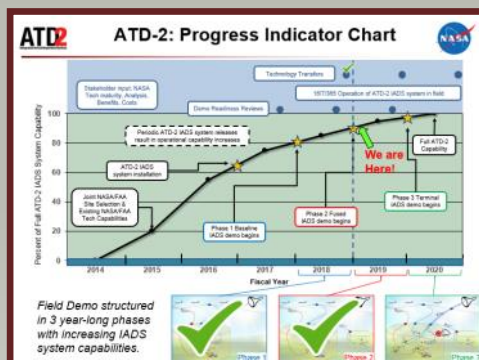 ATD2
ATD-2: Progress Indicator Chart
NASA
Technology Transfers
Stakeholder input: NASA
Tech maturity, Analysis,
Benefits, Costs
16/7/365 Operation of ATD-2 IADS system in field
Demo Readiness Reviews
Percent of Full ATD-2 IADS System Capability
100
80
60
40
20
0
Periodic ATD-2 IADS system releases
result in operational capability increases
Full ATD-2
Capability
We are
Here!
ATD-2 IADS
system installation
Joint NASA/FAA
Site Selection &
Existing NASA/FAA
Tech Capabilities
Phase 1 Baseline
IADS demo begins
Phase 2 Fused
IADS demo begins
Phase 3 Terminal
IADS demo begins
2014
2015
2016
2017
2018
2019
2020
Fiscal Year
Field Demo structured
in 3 year-long phases
with increasing IADS
system capabilities.
Phase 1
Phase 2
Phase 3